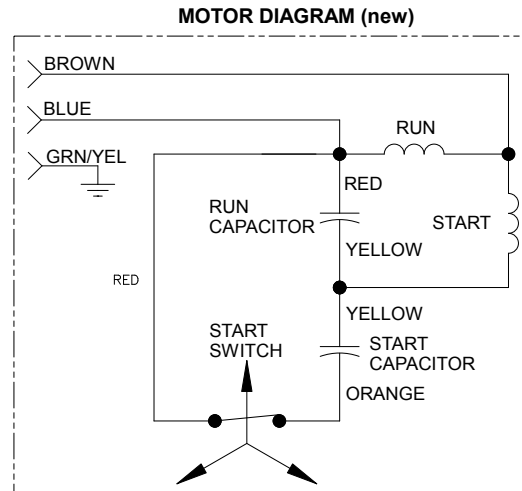 MOTOR DIAGRAM (new)
BROWN
BLUE
GRN/YEL
RUN
RED
RUN
CAPACITOR
START
YELLOW
RED
YELLOW
START
SWITCH
START
CAPACITOR
ORANGE